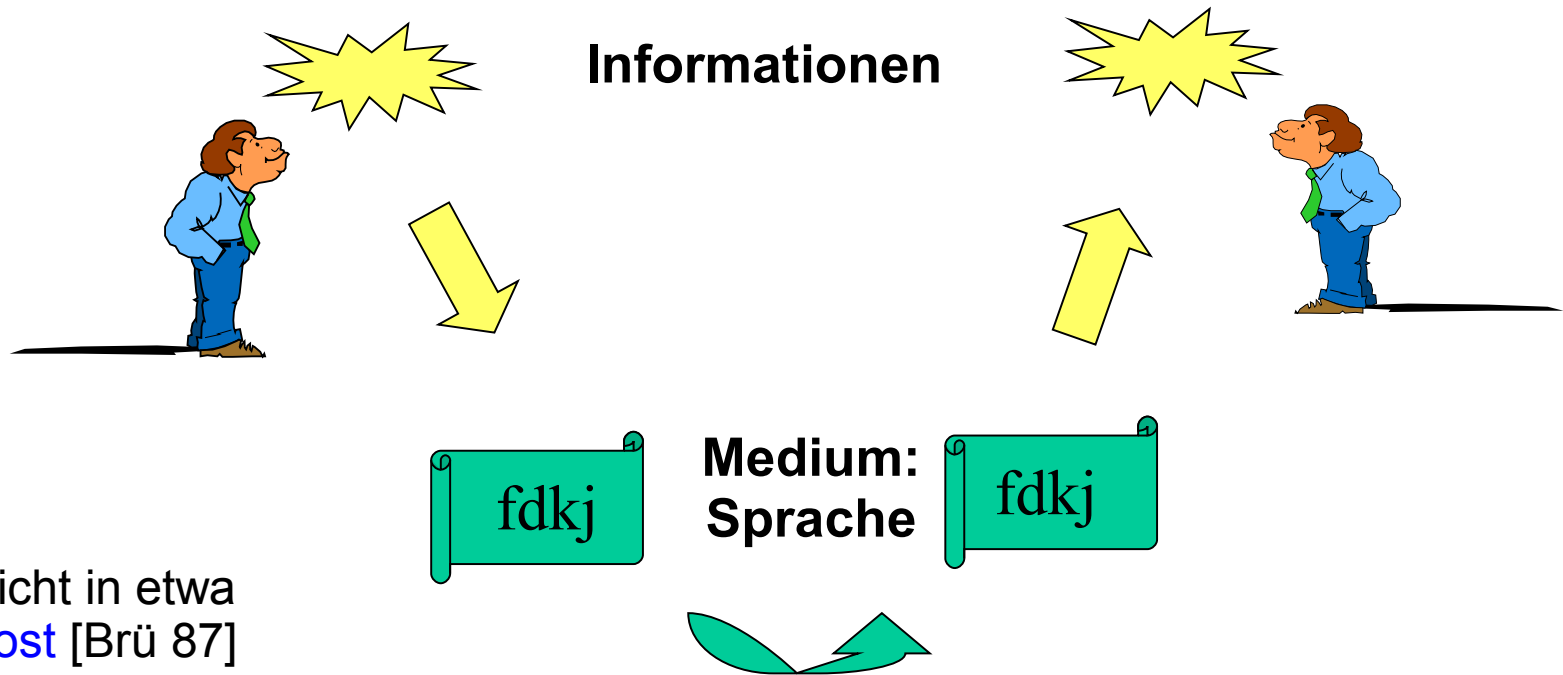 Informationen
Medium:
Sprache
fdkj
fdkj
icht in etwa
ost [Brü 87]